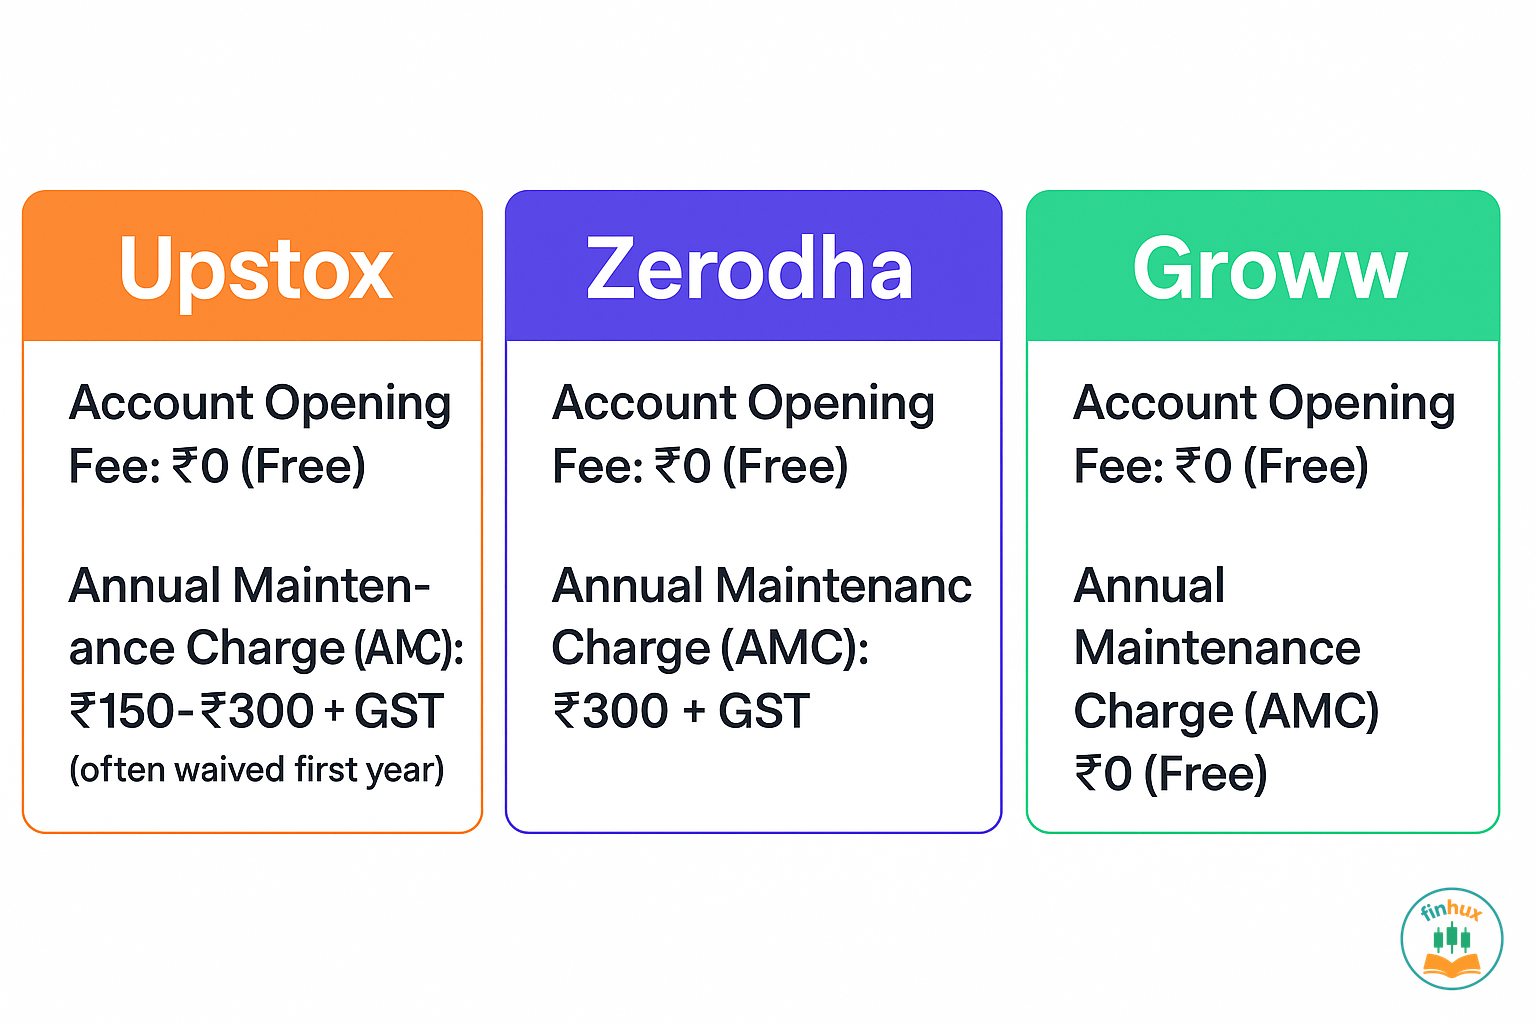 Upstox
Account Opening
Fee: ₹0 (Free)
Annual Mainten-
ance Charge (AMC):
₹150-₹300 + GST
(often waived first year)
Zerodha
Account Opening
Fee: ₹0 (Free)
Annual Maintenanc
Charge (AMC):
₹300 + GST
Groww
Account Opening
Fee: ₹0 (Free)
Annual
Maintenance
Charge (AMC)
₹0 (Free)
finhux